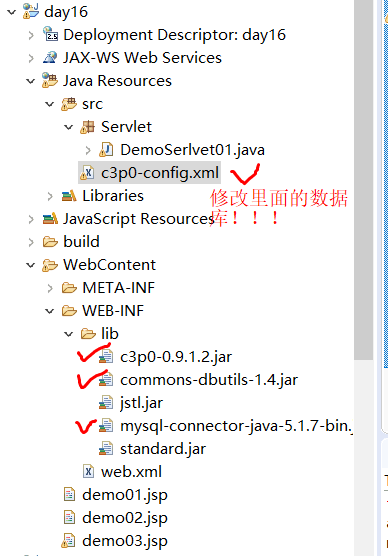 day16
Deployment Descriptor: day16
JAX-WS Web Services
Java Resources
src
Servlet
DemoSerlvet01.java
c3p0-config.xml
修改里面的数据
库！！！
Libraries
JavaScript Resources
build
WebContent
META-INF
WEB-INF
lib
c3p0-0.9.1.2.jar
commons-dbutils-1.4.jar
jstl.jar
mysql-connector-java-5.1.7-bin.
standard.jar
web.xml
demo01.jsp
demo02.jsp
demo03.jsp